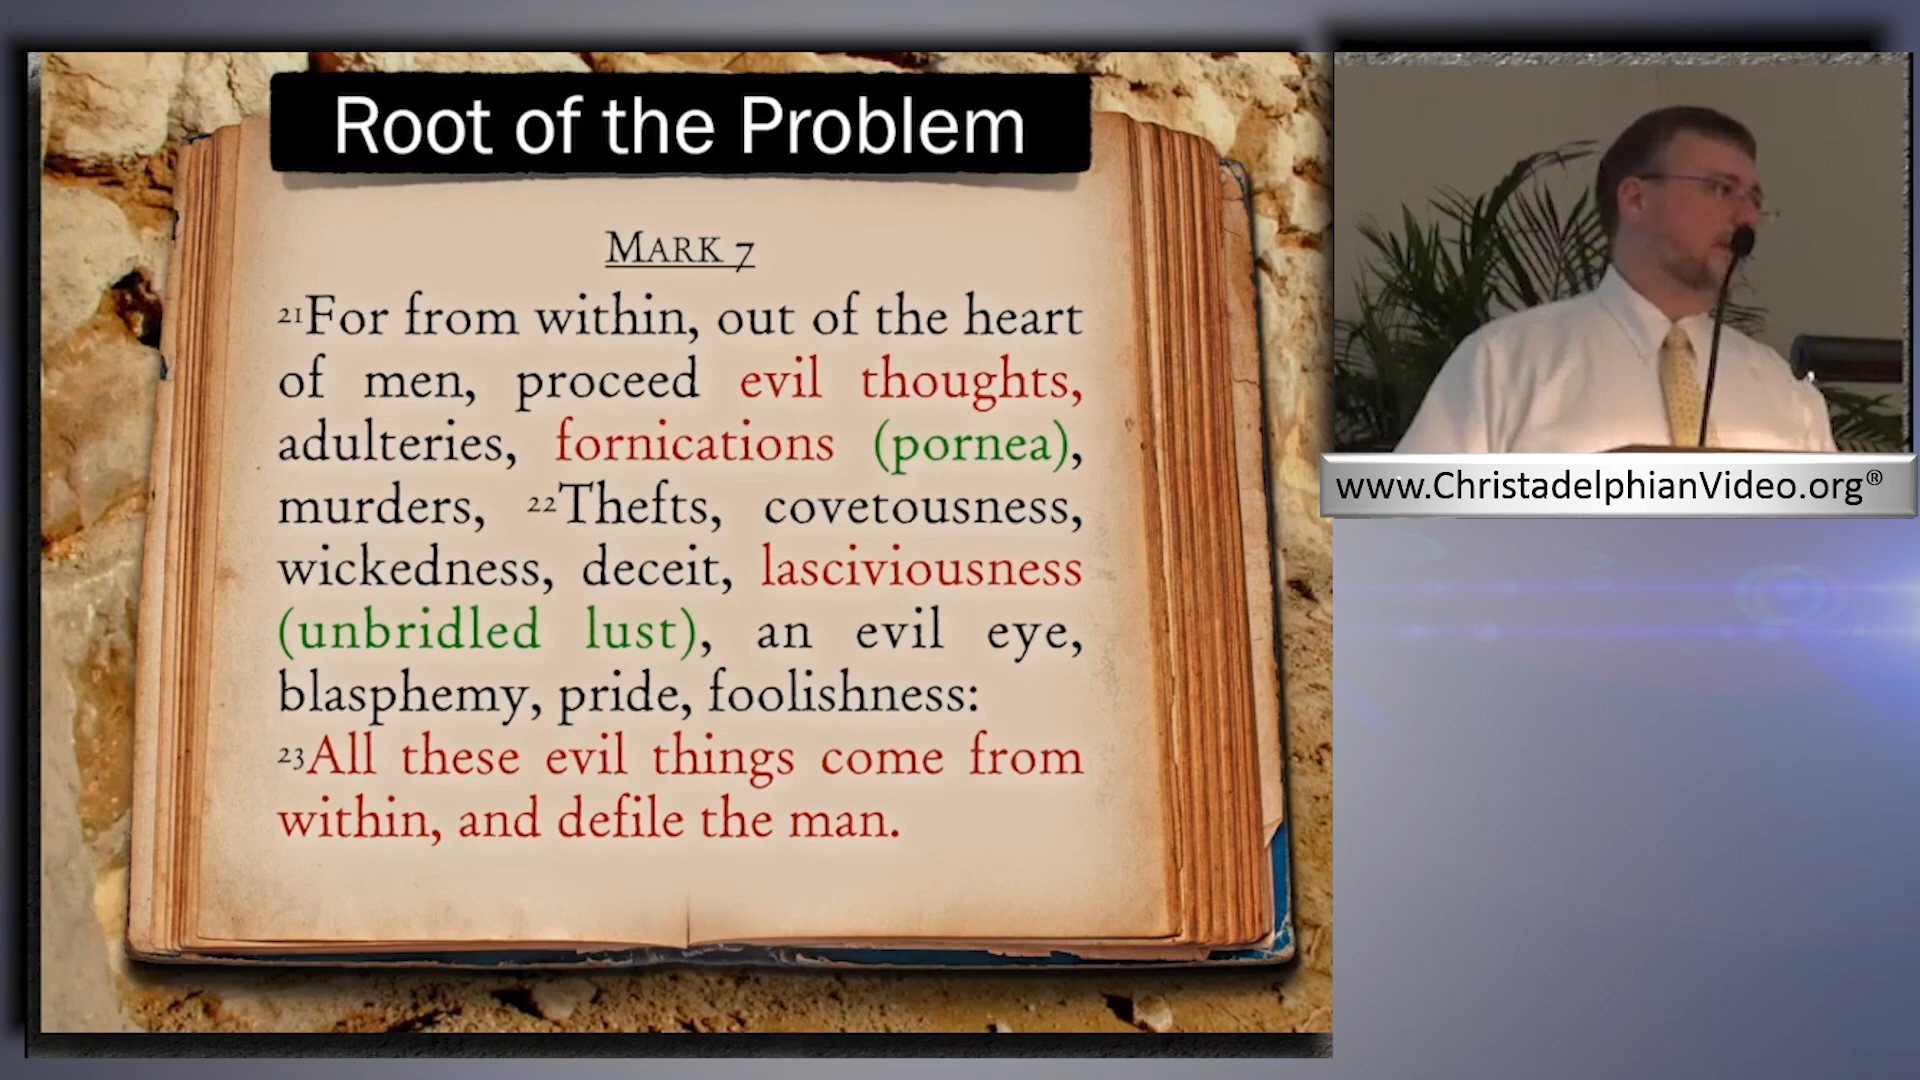 Root of the Problem
MARK 7
21For from within, out of the heart
of men, proceed evil thoughts,
adulteries, fornications (pornea),
murders, 22Thefts, covetousness,
wickedness, deceit, lasciviousness
(unbridled lust), an evil eye,
blasphemy, pride, foolishness:
23All these evil things come from
within, and defile the man.
www.ChristadelphianVideo.org®